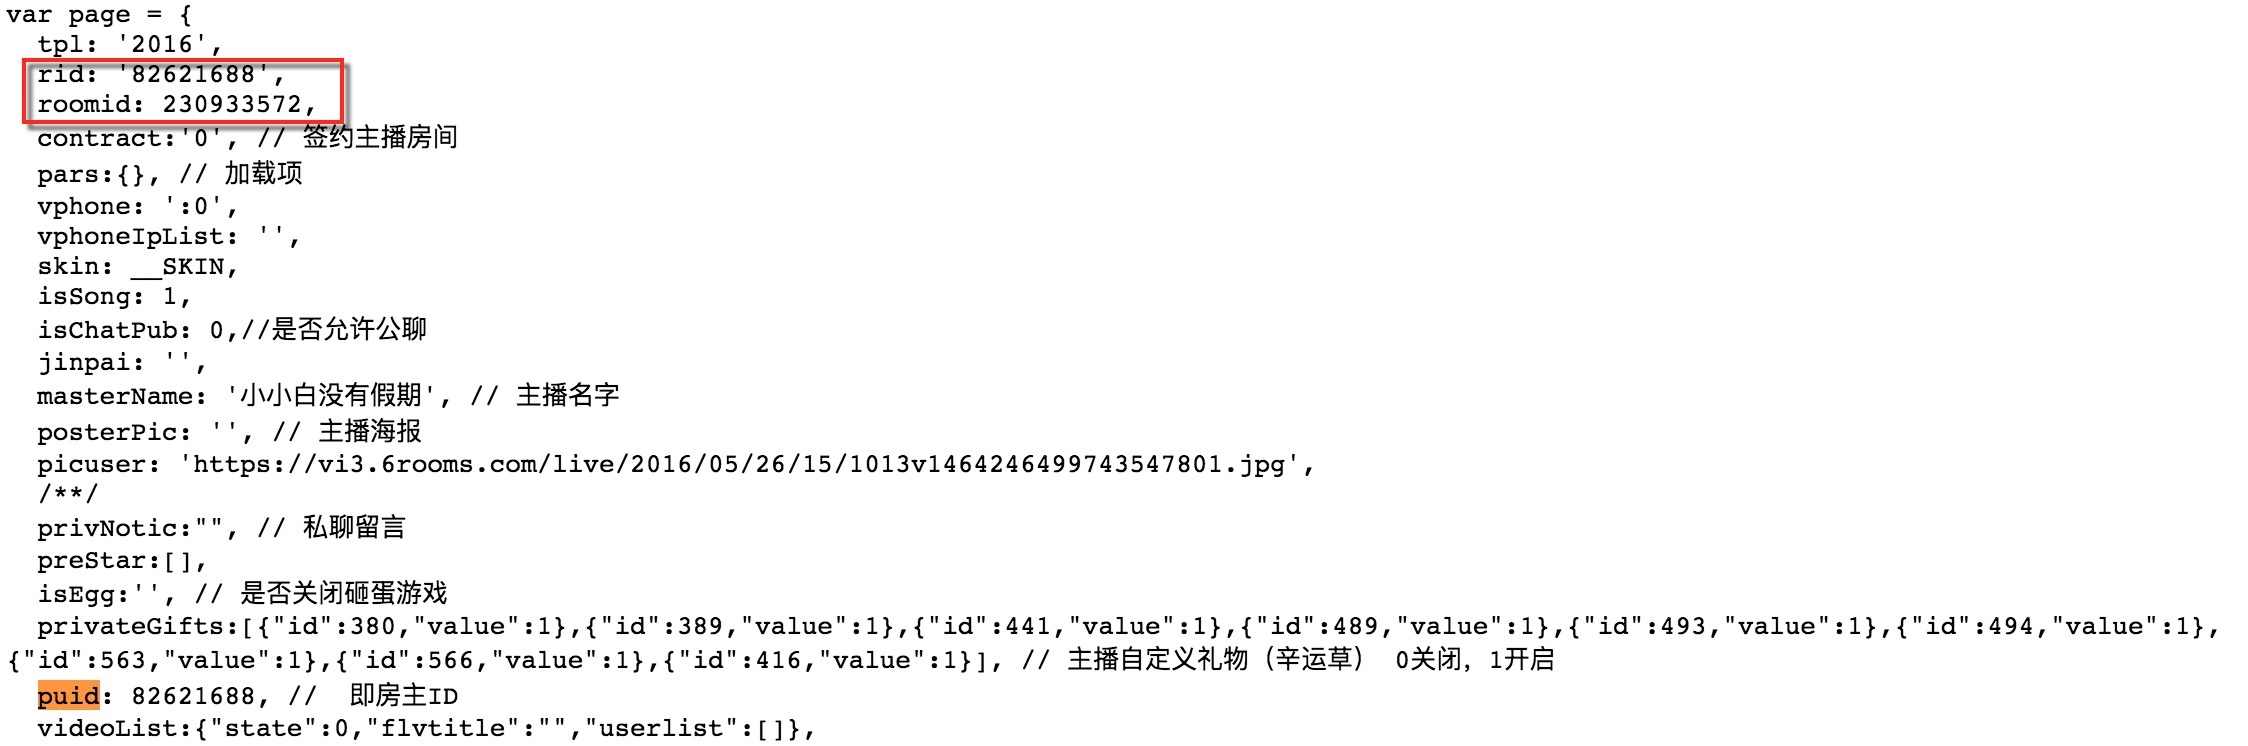 var page = {
tpl: '2016',
rid: '82621688',
roomid: 230933572,
contract:'0', // 签约主播房间
pars:{}, // 加载项
vphone: ':0',
vphoneIpList: '',
skin: __SKIN,
isSong: 1,
isChatPub: 0,//是否允许公聊
jinpai: '',
masterName: '小小白没有假期', // 主播名字
posterPic: '', // 主播海报
picuser: 'https://vi3.6rooms.com/live/2016/05/26/15/1013v1464246499743547801.jpg',
/**/
privNotic:"", // 私聊留言
preStar:[],
isEgg:'', // 是否关闭砸蛋游戏
privateGifts:[{"id":380,"value":1},{"id":389,"value":1},{"id":441,"value":1},{"id":489,"value":1},{"id":493,"value":1},{"id":494,"value":1},
{"id":563,"value":1},{"id":566,"value":1},{"id":416,"value":1}], // 主播自定义礼物（辛运草） 0关闭，1开启
puid: 82621688, //  即房主ID
videoList:{"state":0,"flvtitle":"","userlist":[]},